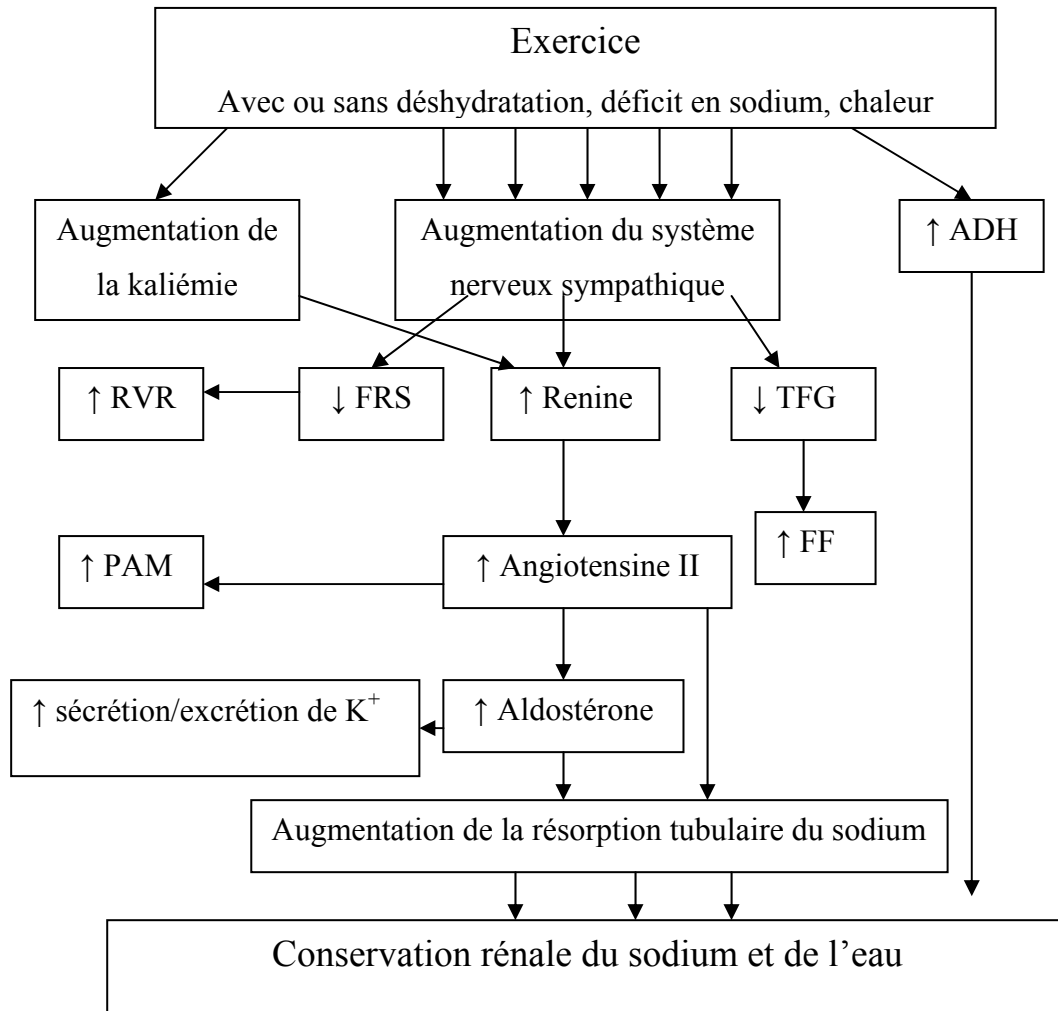 Exercice
Avec ou sans déshydratation, déficit en sodium, chaleur
Augmentation de
la kaliémie
Augmentation du système
nerveux sympathique
↑ ADH
↑ RVR
↓ FRS
↑ Renine
↓ TFG
↑ FF
↑ PAM
↑ Angiotensine II
↑ sécrétion/excrétion de K⁺
↑ Aldostérone
Augmentation de la résorption tubulaire du sodium
Conservation rénale du sodium et de l’eau